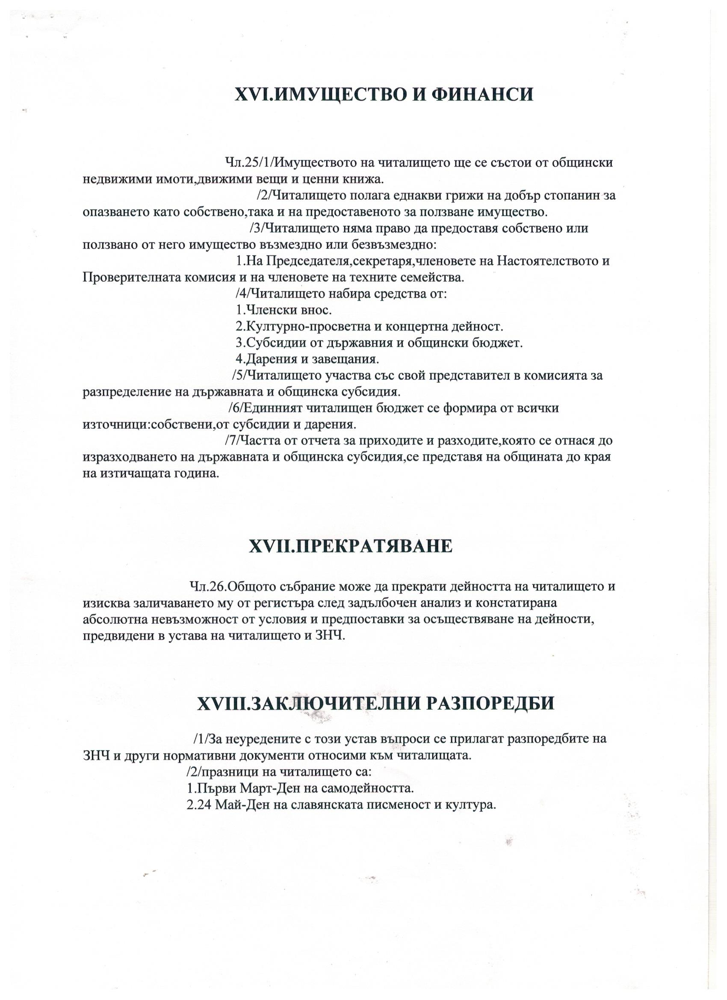 XVI.ИМУЩЕСТВО И ФИНАНСИ
Чл.25/1/Имуществото на читалището ще се състои от общински
недвижими имоти,движими вещи и ценни книжа.
/2/Читалището полага еднакви грижи на добър стопанин за
опазването като собствено,така и на предоставеното за ползване имущество.
/3/Читалището няма право да предоставя собствено или
ползвано от него имущество възмездно или безвъзмездно:
1.На Председателя,секретаря,членовете на Настоятелството и
Проверителната комисия и на членовете на техните семейства.
/4/Читалището набира средства от:
1.Членски внос.
2.Културно-просветна и концертна дейност.
3.Субсидии от държавния и общински бюджет.
4.Дарения и завещания.
/5/Читалището участва със свой представител в комисията за
разпределение на държавната и общинска субсидия.
/6/Единният читалищен бюджет се формира от всички
източници:собствени,от субсидии и дарения.
/7/Частта от отчета за приходите и разходите,която се отнася до
изразходването на държавната и общинска субсидия,се представя на общината до края
на изтичащата година.
XVII.ПРЕКРАТЯВАНЕ
Чл.26.Общото събрание може да прекрати дейността на читалището и
изисква заличаването му от регистъра след задълбочен анализ и констатирана
абсолютна невъзможност от условия и предпоставки за осъществяване на дейности,
предвидени в устава на читалището и ЗНЧ.
XVIII.ЗАКЛЮЧИТЕЛНИ РАЗПОРЕДБИ
/1/За неуредените с този устав въпроси се прилагат разпоредбите на
ЗНЧ и други нормативни документи относими към читалищата.
/2/празници на читалището са:
1.Първи Март-Ден на самодейността.
2.24 Май-Ден на славянската писменост и култура.